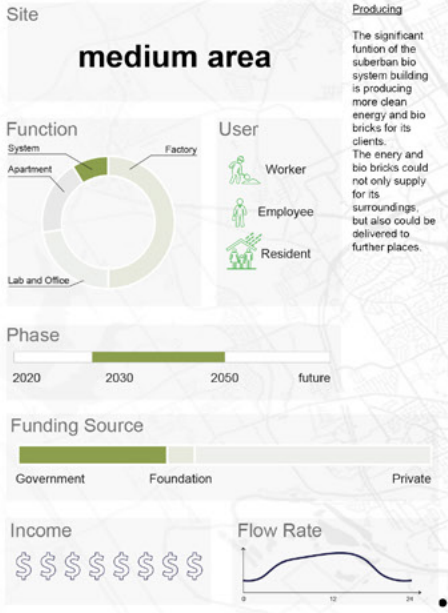 Site
medium area
Producing
The significant
funtion of the
suberban bio
system building
is producing
more clean
energy and bio
bricks for its
clients.
The enery and
bio bricks could
not only supply
for its
surroundings,
but also could be
delivered to
further places.
Function
System
Factory
Apartment
Lab and Office
User
Worker
Employee
Resident
Phase
2020 2030 2050 future
Funding Source
Government Foundation Private
Income
$ $ $ $ $ $ $ $ $
Flow Rate
0 12 24